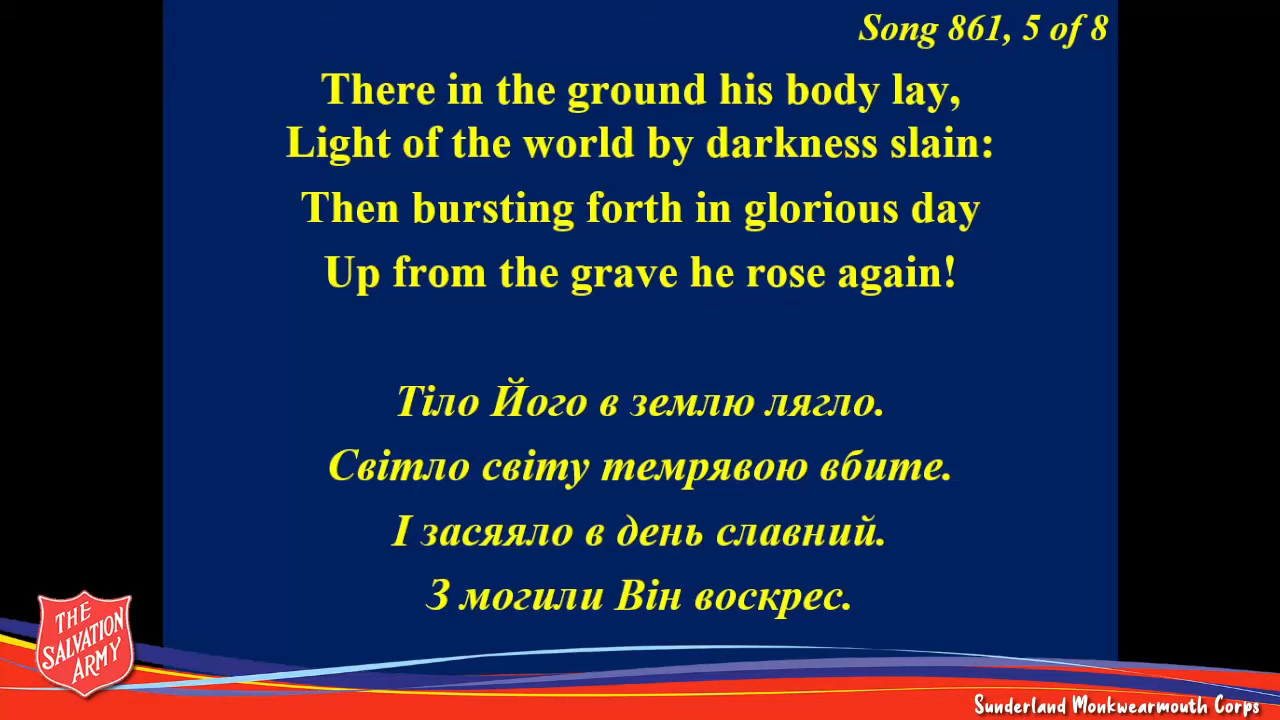 Song 861, 5 of 8
There in the ground his body lay,
Light of the world by darkness slain:
Then bursting forth in glorious day
Up from the grave he rose again!
Тіло Його в землю лягло.
Світло світу темрявою вбите.
І засяяло в день славний.
З могили Він воскрес.
THE
SALVATION
ARMY
Sunderland Monkwearmouth Corps